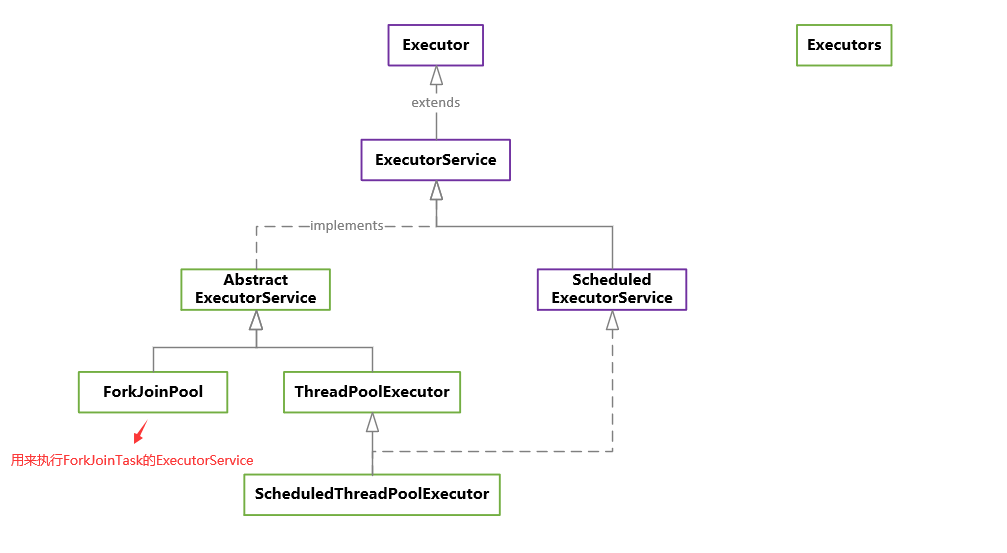 Executor
Executors
extends
ExecutorService
implements
Abstract
ExecutorService
Scheduled
ExecutorService
ForkJoinPool
ThreadPoolExecutor
用来执行ForkJoinTask的ExecutorService
ScheduledThreadPoolExecutor